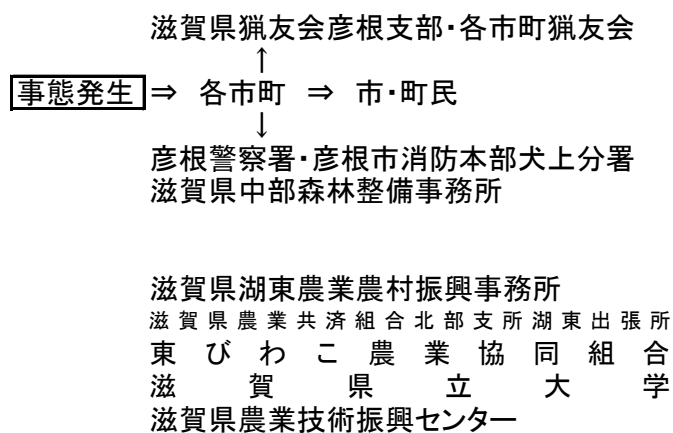 滋賀県猟友会彦根支部・各市町猟友会
↑
事態発生 ⇒ 各市町 ⇒ 市・町民
↓
彦根警察署・彦根市消防本部犬上分署
滋賀県中部森林整備事務所
滋賀県湖東農業農村振興事務所
滋賀県農業共済組合北部支所湖東出張所
東びわこ農業協同組合
滋賀県立大学
滋賀県農業技術振興センター